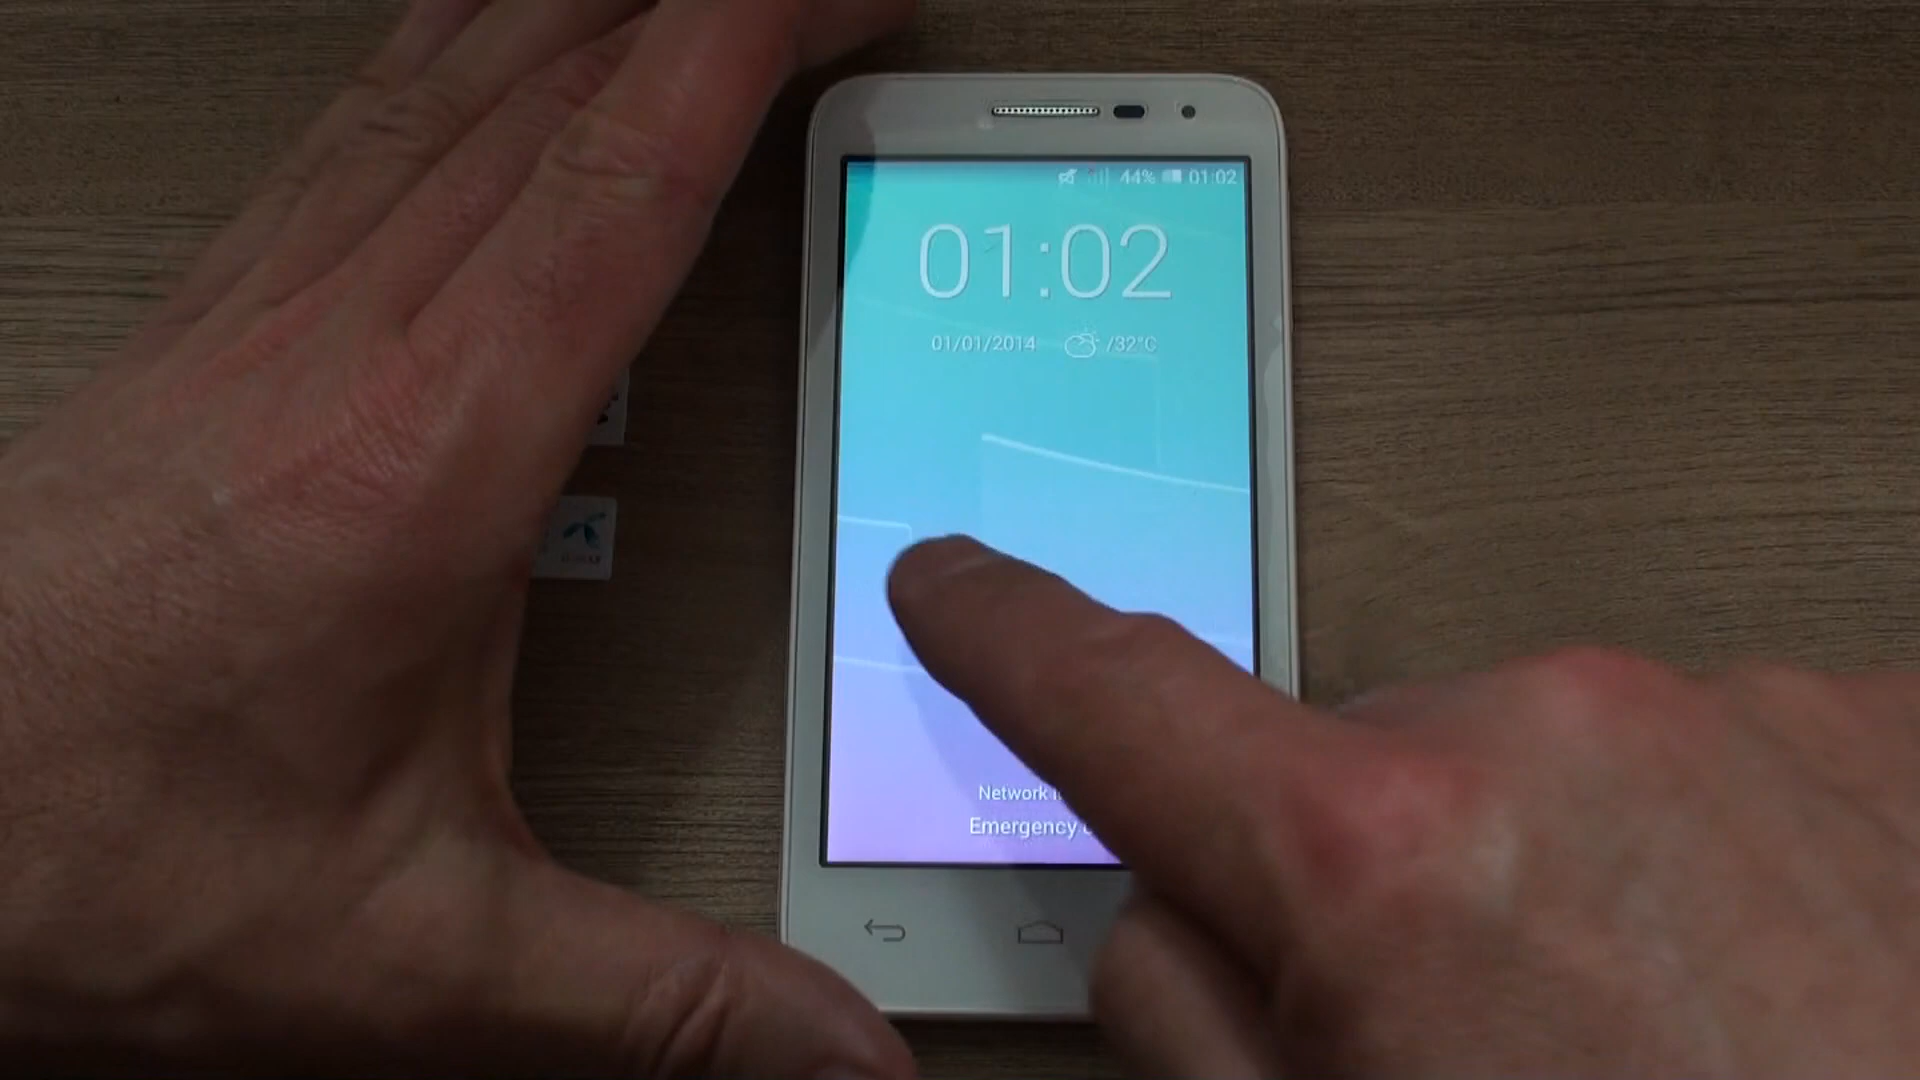 44% 01:02
01:02
01/01/2014 /32°C
Network
Emergency